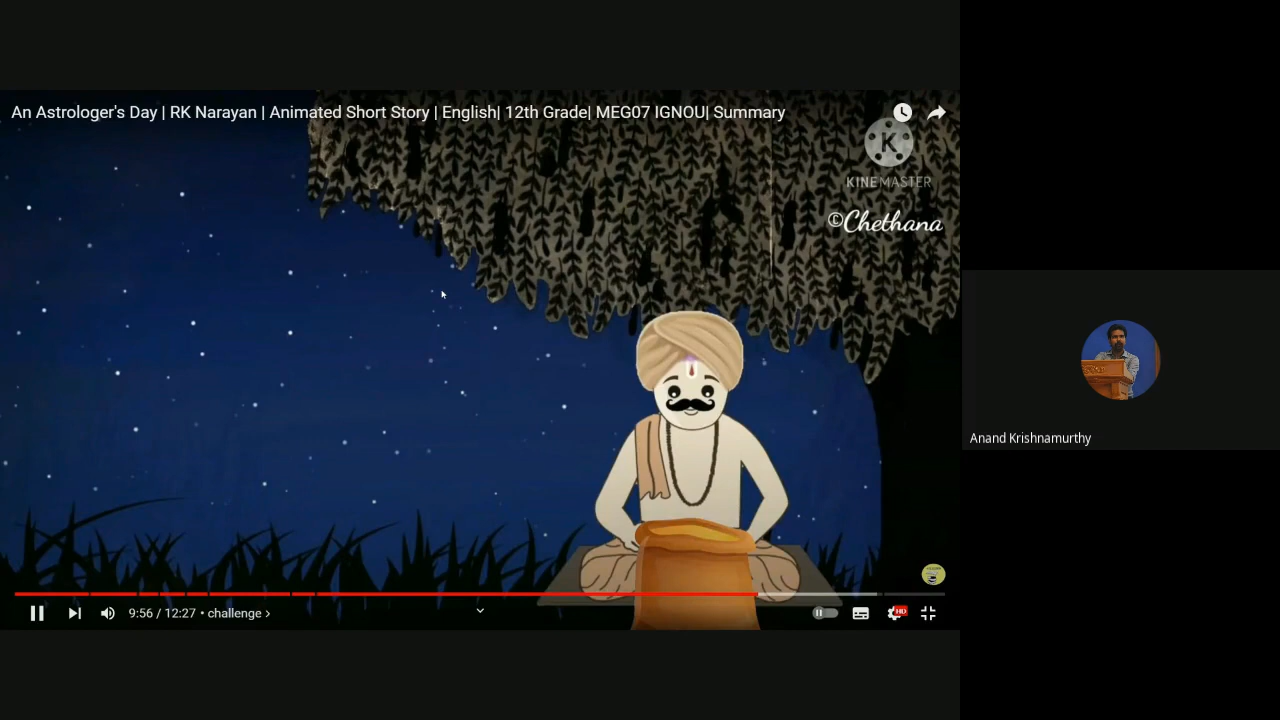 An Astrologer's Day | RK Narayan | Animated Short Story | English| 12th Grade| MEG07 IGNOU| Summary
K
KINEMASTER
©Chethana
Anand Krishnamurthy
9:56 / 12:27 • challenge ›
HD